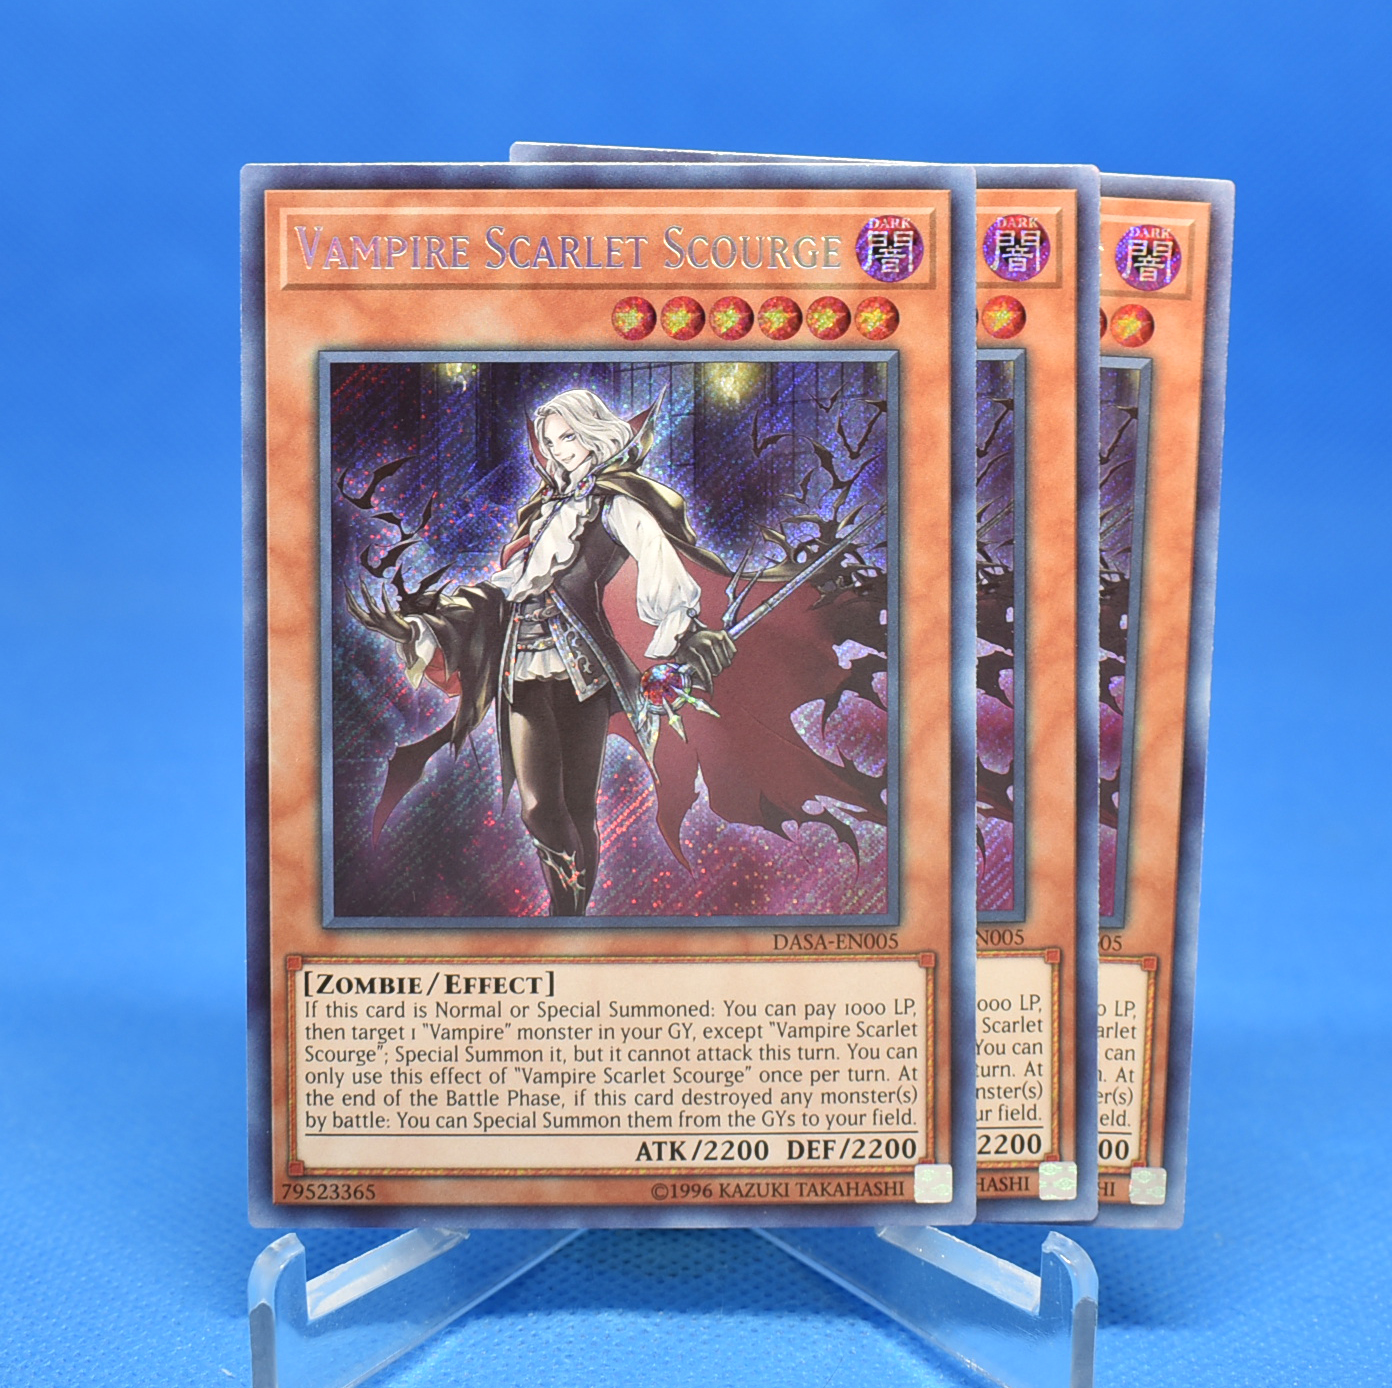 VAMPIRE SCARLET SCOURGE
DARK
闇
DARK
闇
DARK
闇
DASA-EN005
[ZOMBIE/EFFECT]
If this card is Normal or Special Summoned: You can pay 1000 LP,
then target 1 "Vampire" monster in your GY, except "Vampire Scarlet
Scourge"; Special Summon it, but it cannot attack this turn. You can
only use this effect of "Vampire Scarlet Scourge" once per turn. At
the end of the Battle Phase, if this card destroyed any monster(s)
by battle: You can Special Summon them from the GYs to your field.
ATK/2200 DEF/2200
79523365
©1996 KAZUKI TAKAHASHI
N005
000 LP,
Scarlet
You can
turn. At
nster(s)
ur field.
2200
HASHI
05
LP,
arlet
can
. At
er(s)
eld.
00
HI